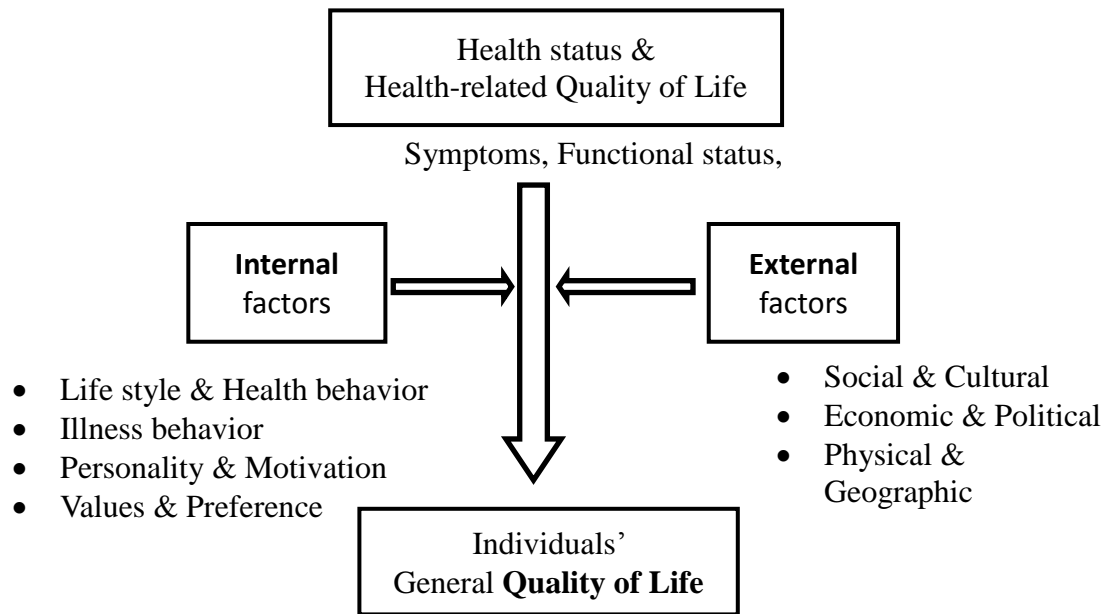 Health status &
Health-related Quality of Life
Symptoms, Functional status,
Internal
factors
External
factors
• Life style & Health behavior
• Illness behavior
• Personality & Motivation
• Values & Preference
• Social & Cultural
• Economic & Political
• Physical &
Geographic
Individuals’
General Quality of Life